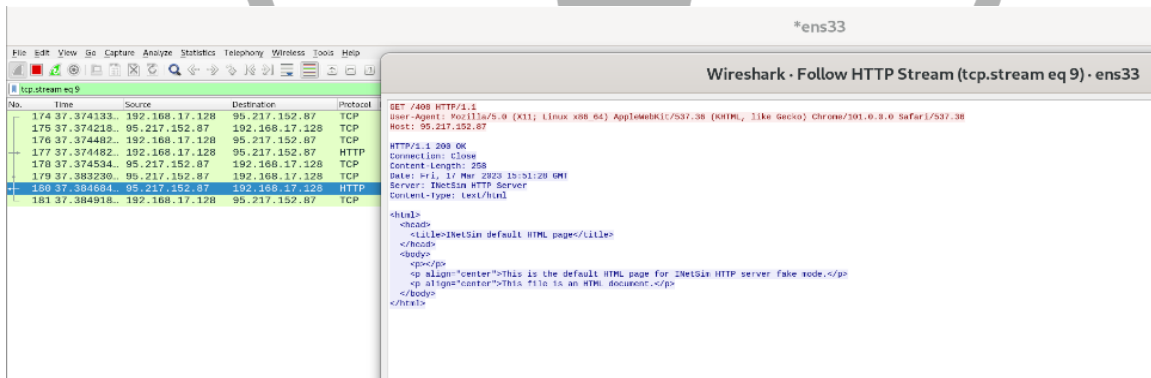 *ens33
File Edit View Go Capture Analyze Statistics Telephony Wireless Tools Help
Wireshark · Follow HTTP Stream (tcp.stream eq 9) · ens33
tcp.stream eq 9
No. Time Source Destination Protocol
174 37.374133… 192.168.17.128 95.217.152.87 TCP
175 37.374218… 95.217.152.87 192.168.17.128 TCP
176 37.374482… 192.168.17.128 95.217.152.87 TCP
177 37.374482… 192.168.17.128 95.217.152.87 HTTP
178 37.374534… 95.217.152.87 192.168.17.128 TCP
179 37.383230… 95.217.152.87 192.168.17.128 TCP
180 37.384684… 95.217.152.87 192.168.17.128 HTTP
181 37.384918… 192.168.17.128 95.217.152.87 TCP
GET /408 HTTP/1.1
User-Agent: Mozilla/5.0 (X11; Linux x86_64) AppleWebKit/537.36 (KHTML, like Gecko) Chrome/101.0.0.0 Safari/537.36
Host: 95.217.152.87
HTTP/1.1 200 OK
Connection: Close
Content-Length: 258
Date: Fri, 17 Mar 2023 15:51:28 GMT
Server: INetSim HTTP Server
Content-Type: text/html
<html>
<head>
<title>INetSim default HTML page</title>
</head>
<body>
<p></p>
<p align="center">This is the default HTML page for INetSim HTTP server fake mode.</p>
<p align="center">This file is an HTML document.</p>
</body>
</html>